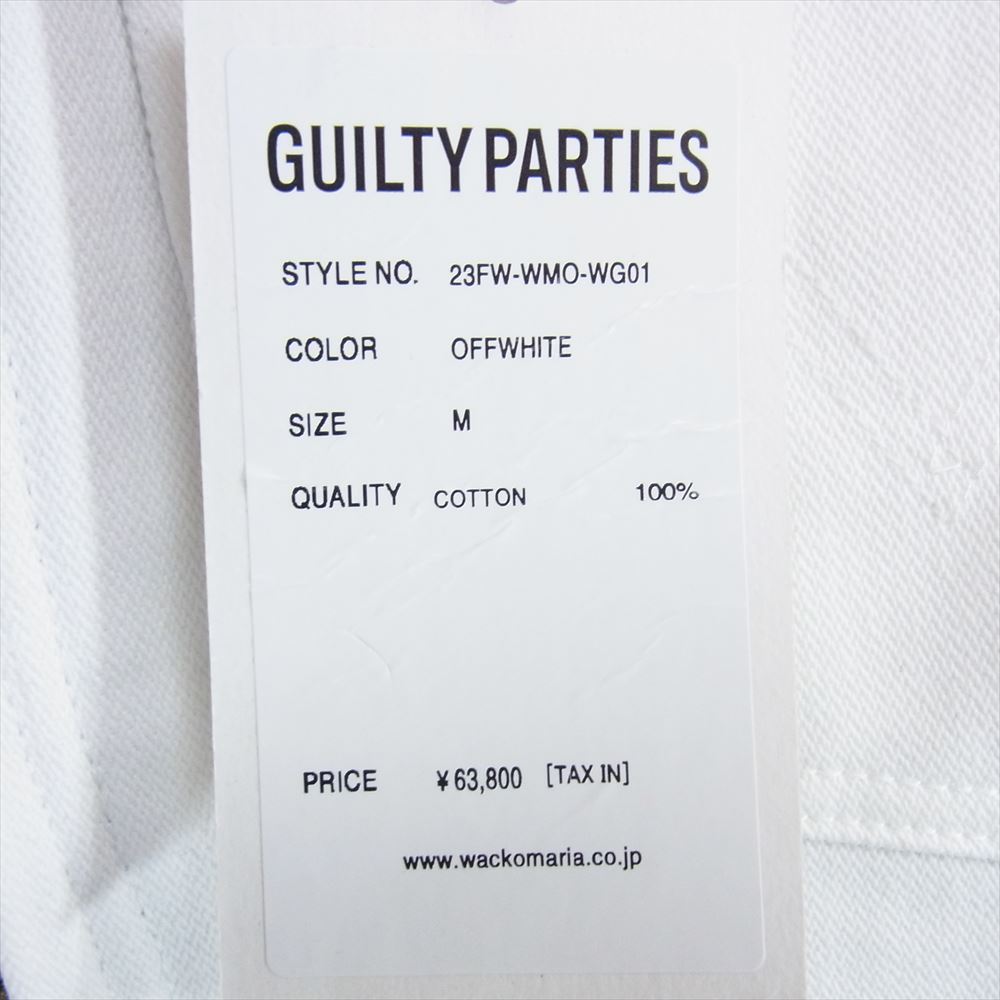 GUILTY PARTIES
STYLE NO. 23FW-WMO-WG01
COLOR OFFWHITE
SIZE M
QUALITY COTTON 100%
PRICE ¥63,800 [TAX IN]
www.wackomaria.co.jp